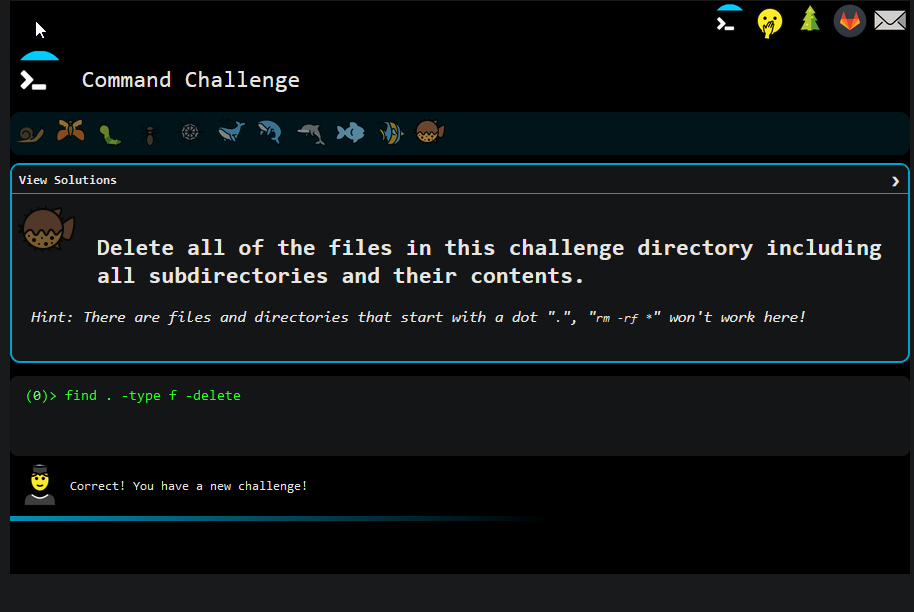 Command Challenge
View Solutions
Delete all of the files in this challenge directory including
all subdirectories and their contents.
Hint: There are files and directories that start with a dot ".", "rm -rf *" won't work here!
(0)> find . -type f -delete
Correct! You have a new challenge!